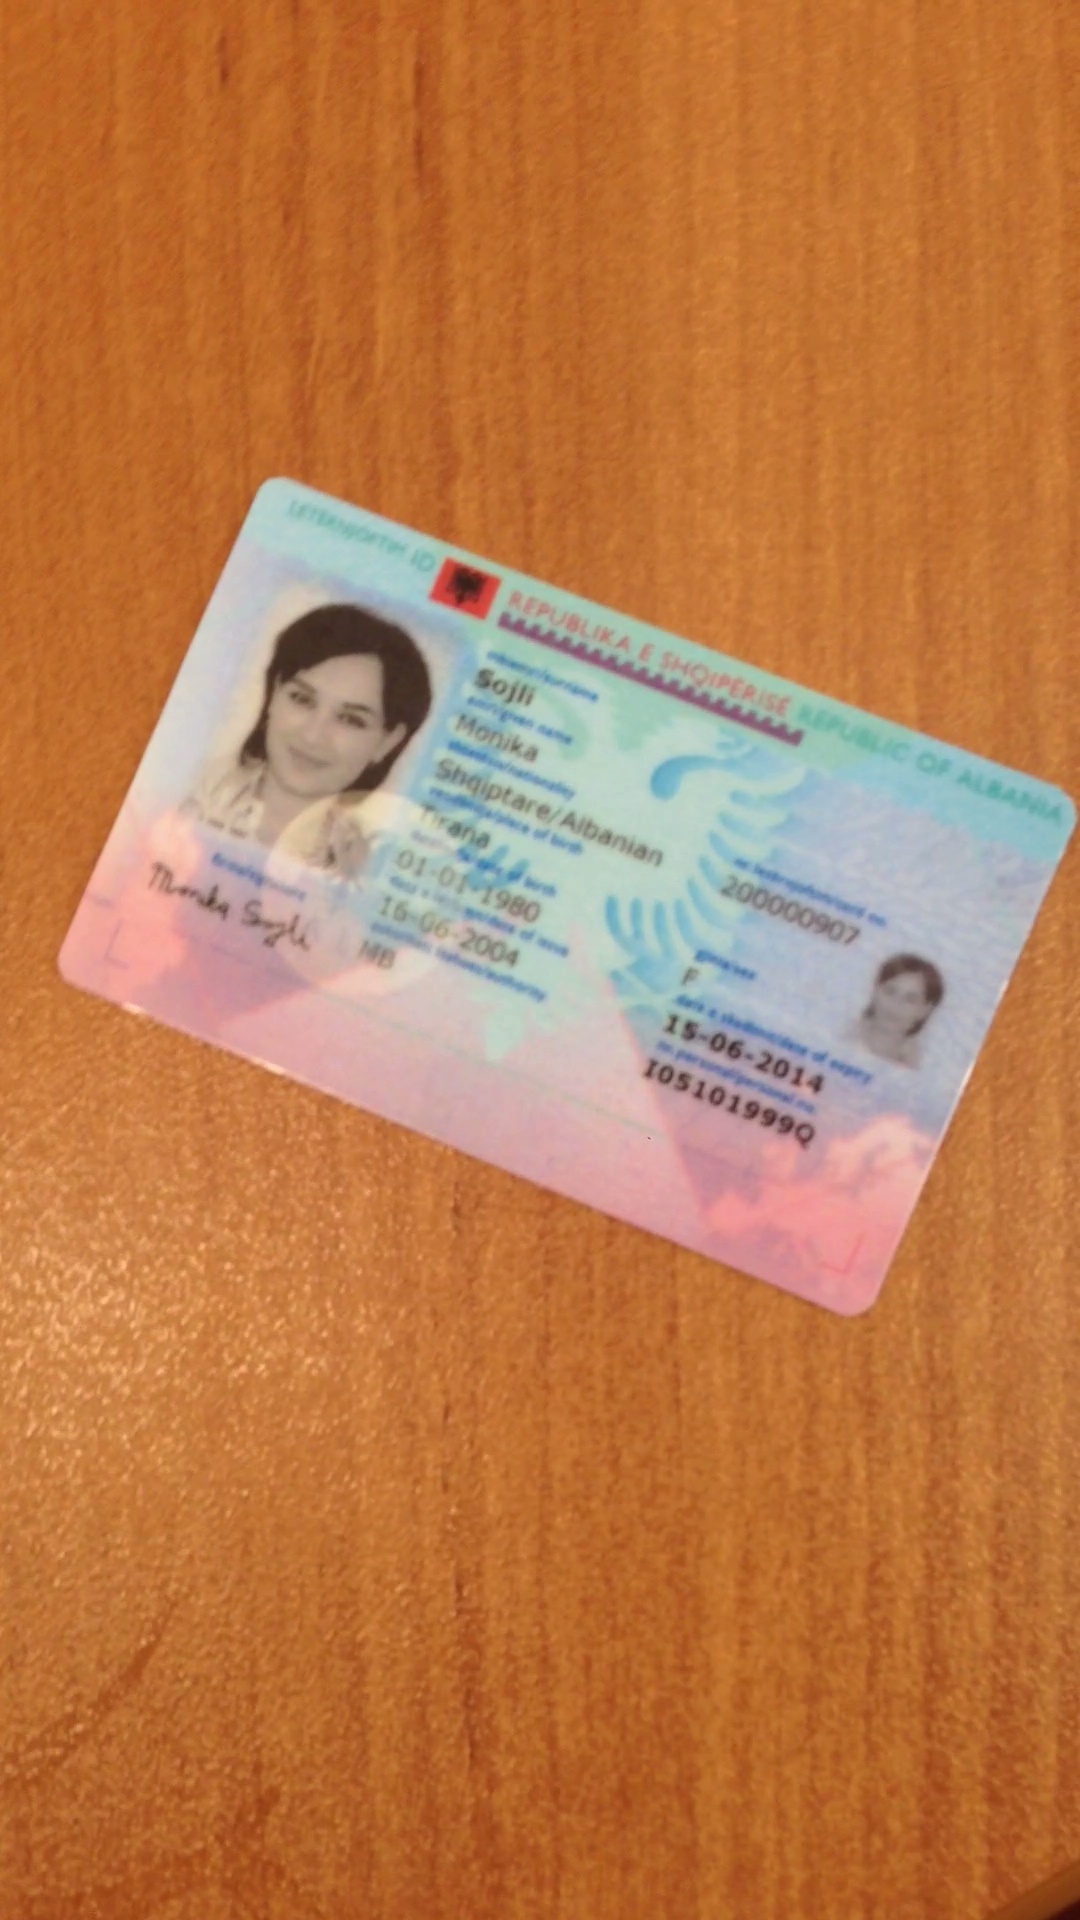 LETËRNJOFTIM ID
REPUBLIKA E SHQIPËRISË REPUBLIC OF ALBANIA
mbiemri/surname
Sojli
emri/given name
Monika
shtetësia/nationality
Shqiptare/Albanian
vendlindja/place of birth
Tirana
datëlindja/date of birth
01-01-1980
data e lëshimit/date of issue
16-06-2004
autoriteti/authority
MB
nr. card no.
200000907
gjinia/sex
F
data e skadimit/date of expiry
15-06-2014
nr. personal/personal no.
I05101999Q
firma/signature
Monika Sojli